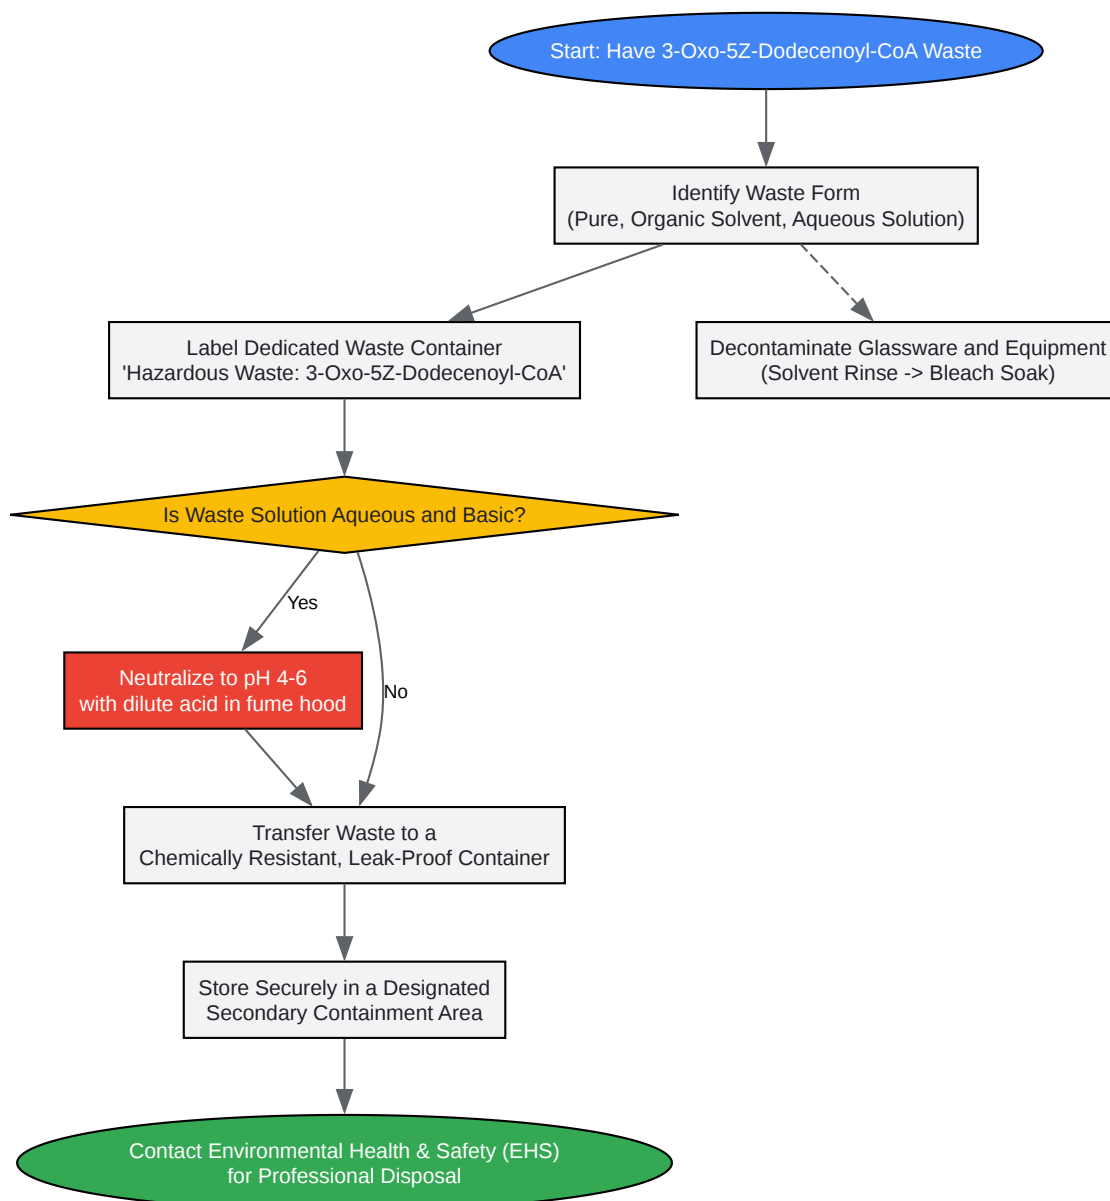 Start: Have 3-Oxo-5Z-Dodecenoyl-CoA Waste
Identify Waste Form
(Pure, Organic Solvent, Aqueous Solution)
Label Dedicated Waste Container
'Hazardous Waste: 3-Oxo-5Z-Dodecenoyl-CoA'
Decontaminate Glassware and Equipment
(Solvent Rinse -> Bleach Soak)
Is Waste Solution Aqueous and Basic?
Yes
Neutralize to pH 4-6
with dilute acid in fume hood
No
Transfer Waste to a
Chemically Resistant, Leak-Proof Container
Store Securely in a Designated
Secondary Containment Area
Contact Environmental Health & Safety (EHS)
for Professional Disposal